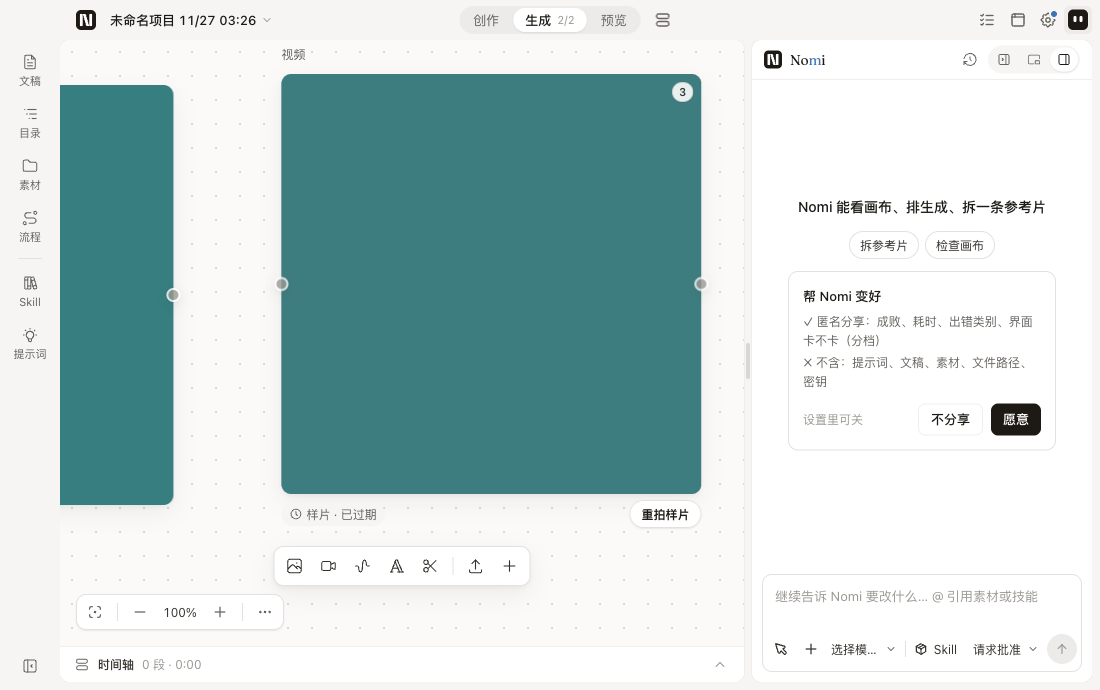 未命名项目 11/27 03:26
创作
生成 2/2
预览
文稿
目录
素材
流程
Skill
提示词
视频
3
样片 · 已过期
重拍样片
100%
时间轴 0 段 · 0:00
Nomi
Nomi 能看画布、排生成、拆一条参考片
拆参考片
检查画布
帮 Nomi 变好
✓ 匿名分享：成败、耗时、出错类别、界面
卡不卡（分档）
✕ 不含：提示词、文稿、素材、文件路径、
密钥
设置里可关
不分享
愿意
继续告诉 Nomi 要改什么... @ 引用素材或技能
选择模...
Skill
请求批准